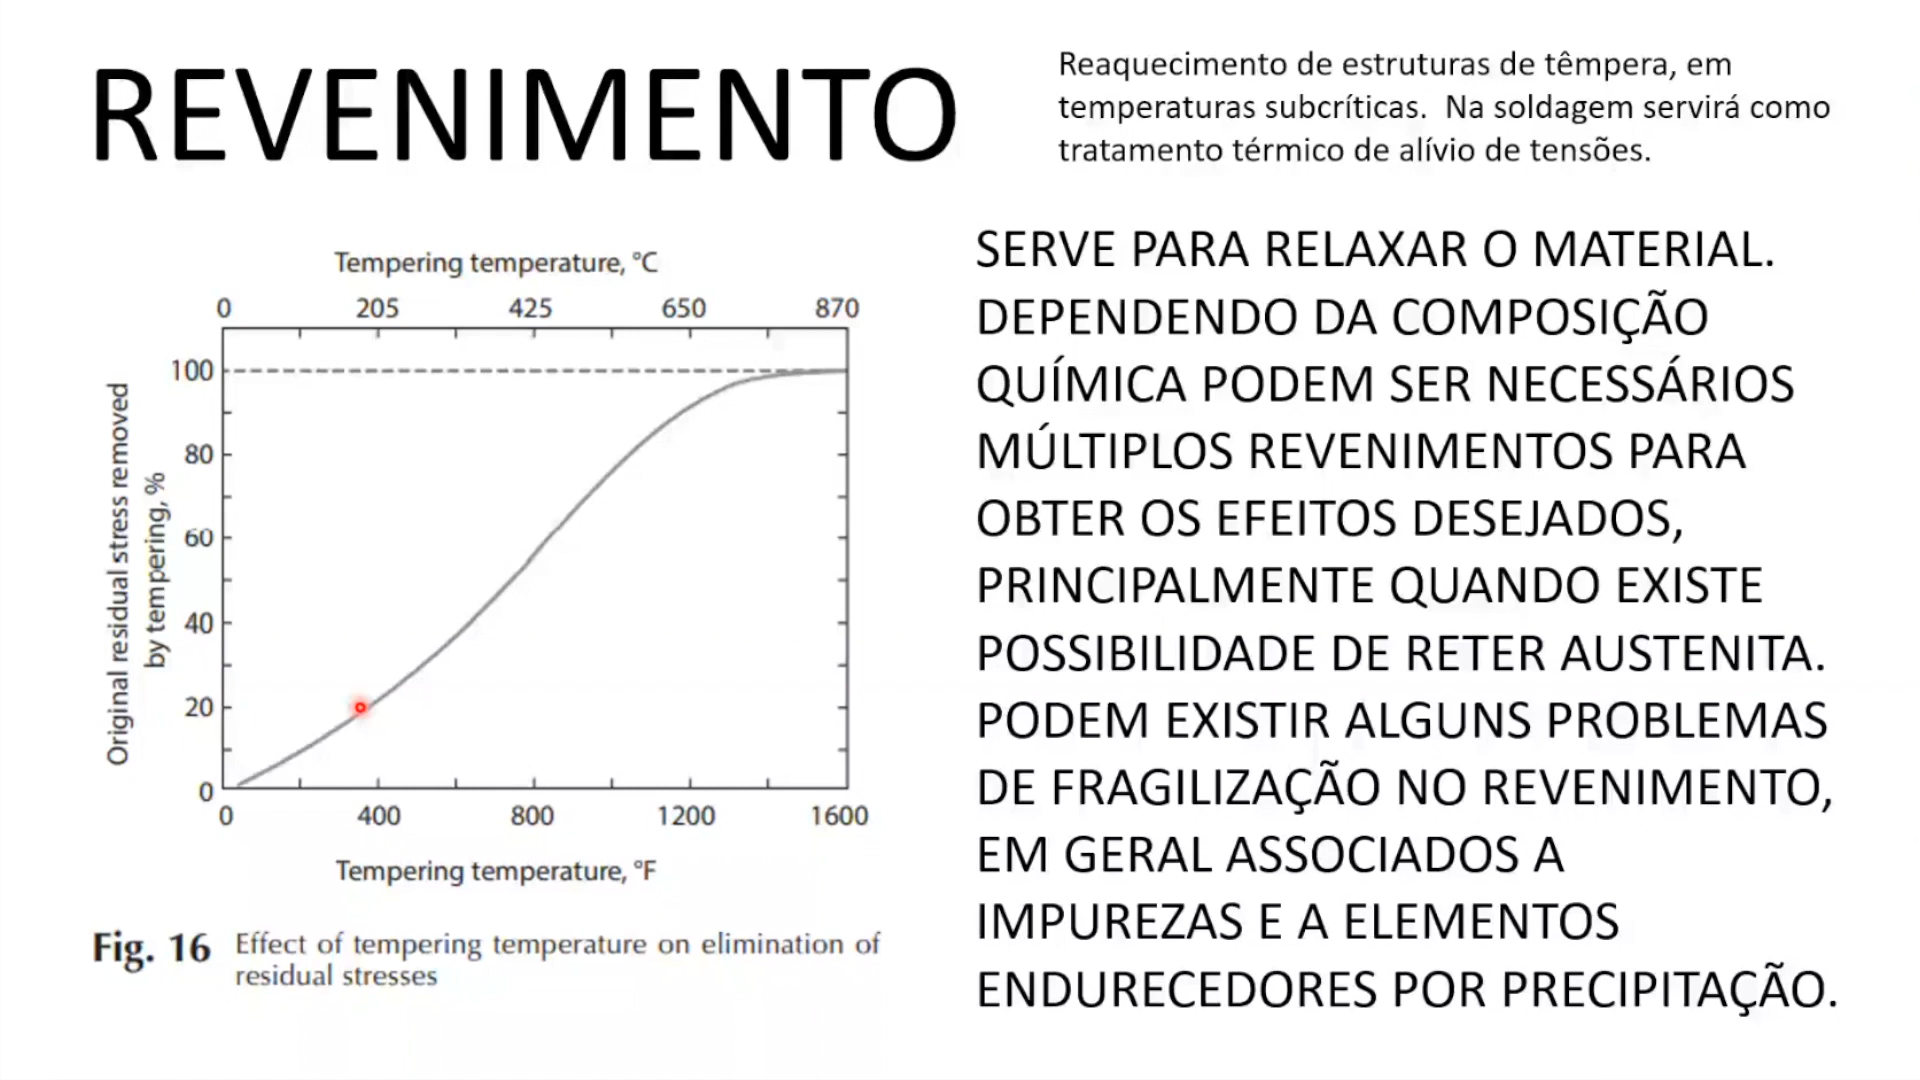 REVENIMENTO
Reaquecimento de estruturas de têmpera, em
temperaturas subcríticas. Na soldagem servirá como
tratamento térmico de alívio de tensões.
Tempering temperature, °C
0 205 425 650 870
Original residual stress removed
by tempering, %
100
80
60
40
20
0
0 400 800 1200 1600
Tempering temperature, °F
Fig. 16 Effect of tempering temperature on elimination of
residual stresses
SERVE PARA RELAXAR O MATERIAL.
DEPENDENDO DA COMPOSIÇÃO
QUÍMICA PODEM SER NECESSÁRIOS
MÚLTIPLOS REVENIMENTOS PARA
OBTER OS EFEITOS DESEJADOS,
PRINCIPALMENTE QUANDO EXISTE
POSSIBILIDADE DE RETER AUSTENITA.
PODEM EXISTIR ALGUNS PROBLEMAS
DE FRAGILIZAÇÃO NO REVENIMENTO,
EM GERAL ASSOCIADOS A
IMPUREZAS E A ELEMENTOS
ENDURECEDORES POR PRECIPITAÇÃO.